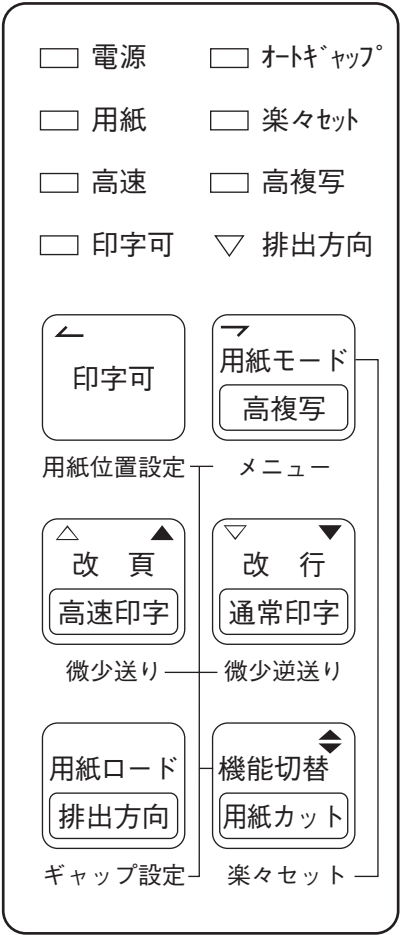 電源 オートギャップ
用紙 楽々セット
高速 高複写
印字可 排出方向
印字可 用紙モード
高複写
用紙位置設定 メニュー
改 頁 改 行
高速印字 通常印字
微少送り 微少逆送り
用紙ロード 機能切替
排出方向 用紙カット
ギャップ設定 楽々セット